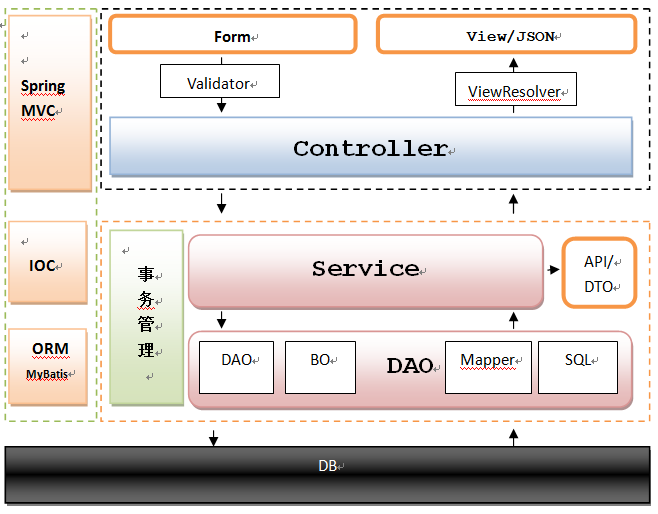 Form
View/JSON
Spring
MVC
Validator
ViewResolver
Controller
IOC
事
务
管
理
Service
API/
DTO
ORM
MyBatis
DAO
BO
DAO
Mapper
SQL
DB